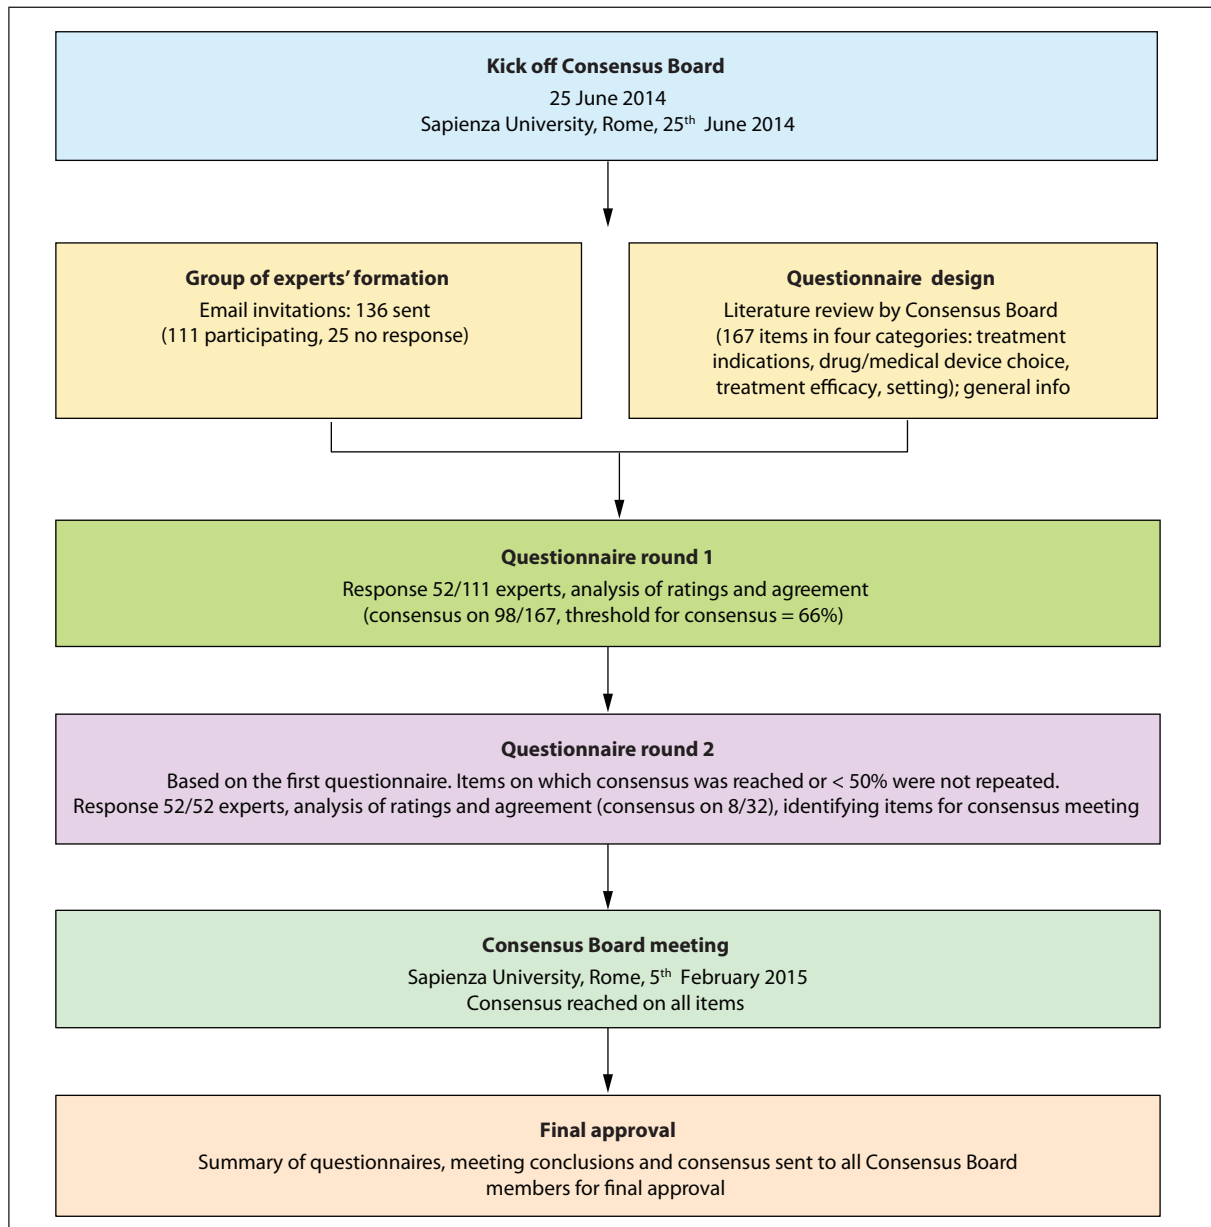 Kick off Consensus Board
25 June 2014
Sapienza University, Rome, 25th June 2014
Group of experts' formation
Email invitations: 136 sent
(111 participating, 25 no response)
Questionnaire design
Literature review by Consensus Board
(167 items in four categories: treatment
indications, drug/medical device choice,
treatment efficacy, setting); general info
Questionnaire round 1
Response 52/111 experts, analysis of ratings and agreement
(consensus on 98/167, threshold for consensus = 66%)
Questionnaire round 2
Based on the first questionnaire. Items on which consensus was reached or < 50% were not repeated.
Response 52/52 experts, analysis of ratings and agreement (consensus on 8/32), identifying items for consensus meeting
Consensus Board meeting
Sapienza University, Rome, 5th February 2015
Consensus reached on all items
Final approval
Summary of questionnaires, meeting conclusions and consensus sent to all Consensus Board
members for final approval